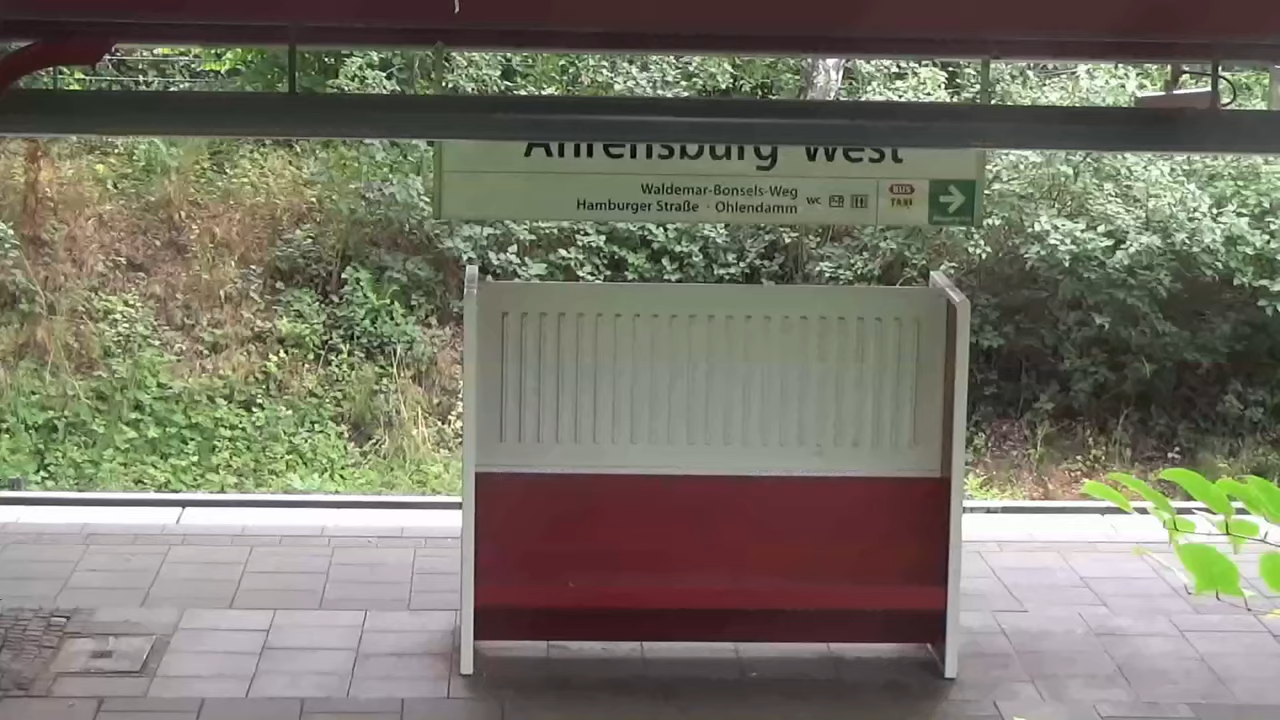 Ahrensburg West
Waldemar-Bonsels-Weg
Hamburger Straße · Ohlendamm
WC
BUS
TAXI